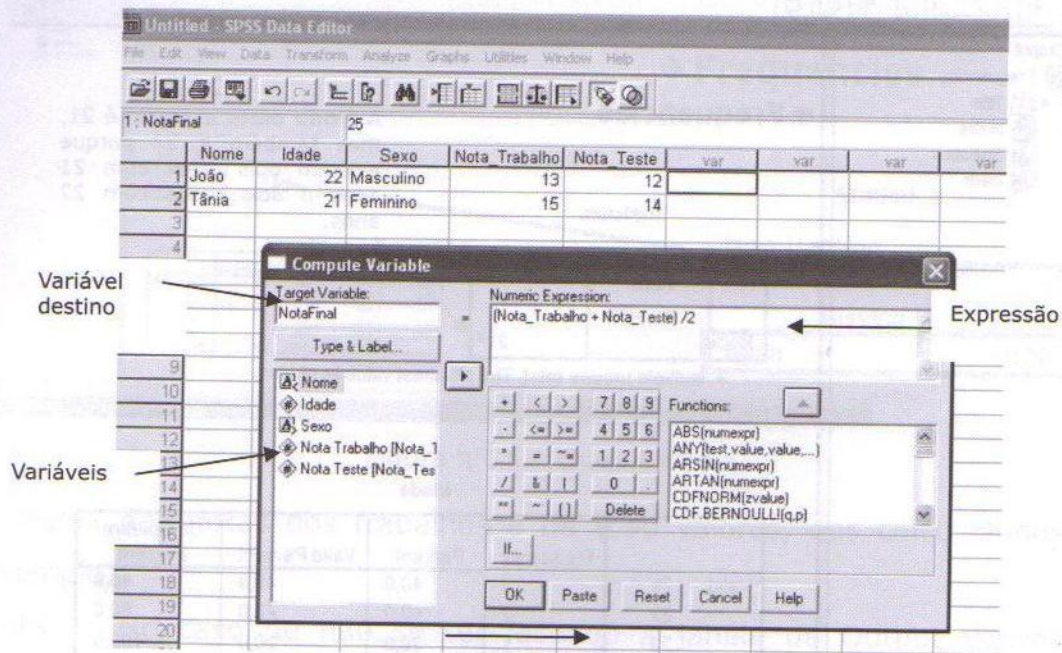 Untitled - SPSS Data Editor
File Edit View Data Transform Analyze Graphs Utilities Window Help
1 : NotaFinal 25
Nome Idade Sexo Nota_Trabalho Nota_Teste var var var var
1 João 22 Masculino 13 12
2 Tânia 21 Feminino 15 14
3
4
Variável
destino
Compute Variable
Target Variable:
NotaFinal
=
Numeric Expression:
(Nota_Trabalho + Nota_Teste) /2
Expressão
Type & Label...
Nome
Idade
Sexo
Nota Trabalho [Nota_T
Nota Teste [Nota_Tes
Variáveis
+ < > 7 8 9
- <= >= 4 5 6
* = ~= 1 2 3
/ & | 0 .
** ~ () Delete
Functions:
ABS(numexpr)
ANY(test,value,value,...)
ARSIN(numexpr)
ARTAN(numexpr)
CDFNORM(zvalue)
CDF.BERNOULLI(q,p)
If...
OK Paste Reset Cancel Help
9
10
11
12
13
14
15
16
17
18
19
20